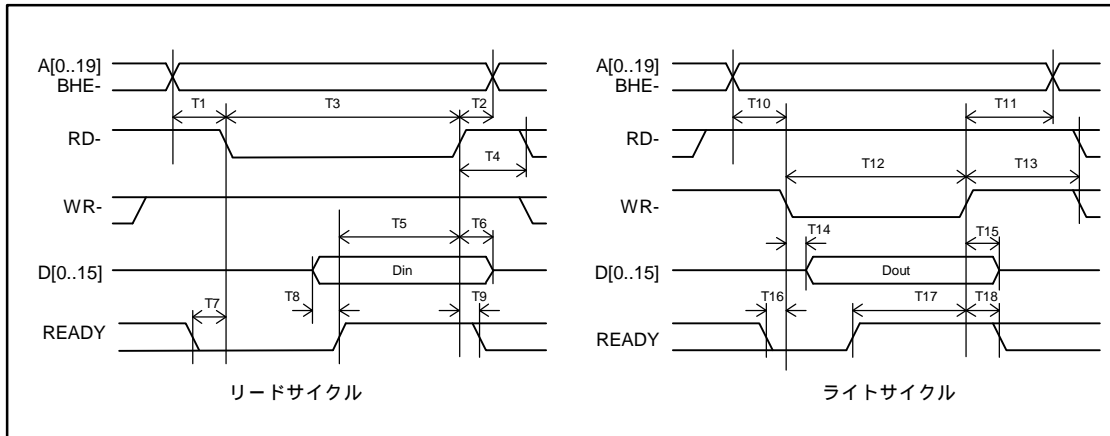 A[0..19]
BHE-
T1
T3
T2
RD-
T4
WR-
T5
T6
D[0..15]
Din
T8
T9
T7
READY
リードサイクル
A[0..19]
BHE-
T10
T11
RD-
T12
T13
WR-
T14
T15
D[0..15]
Dout
T16
T17
T18
READY
ライトサイクル